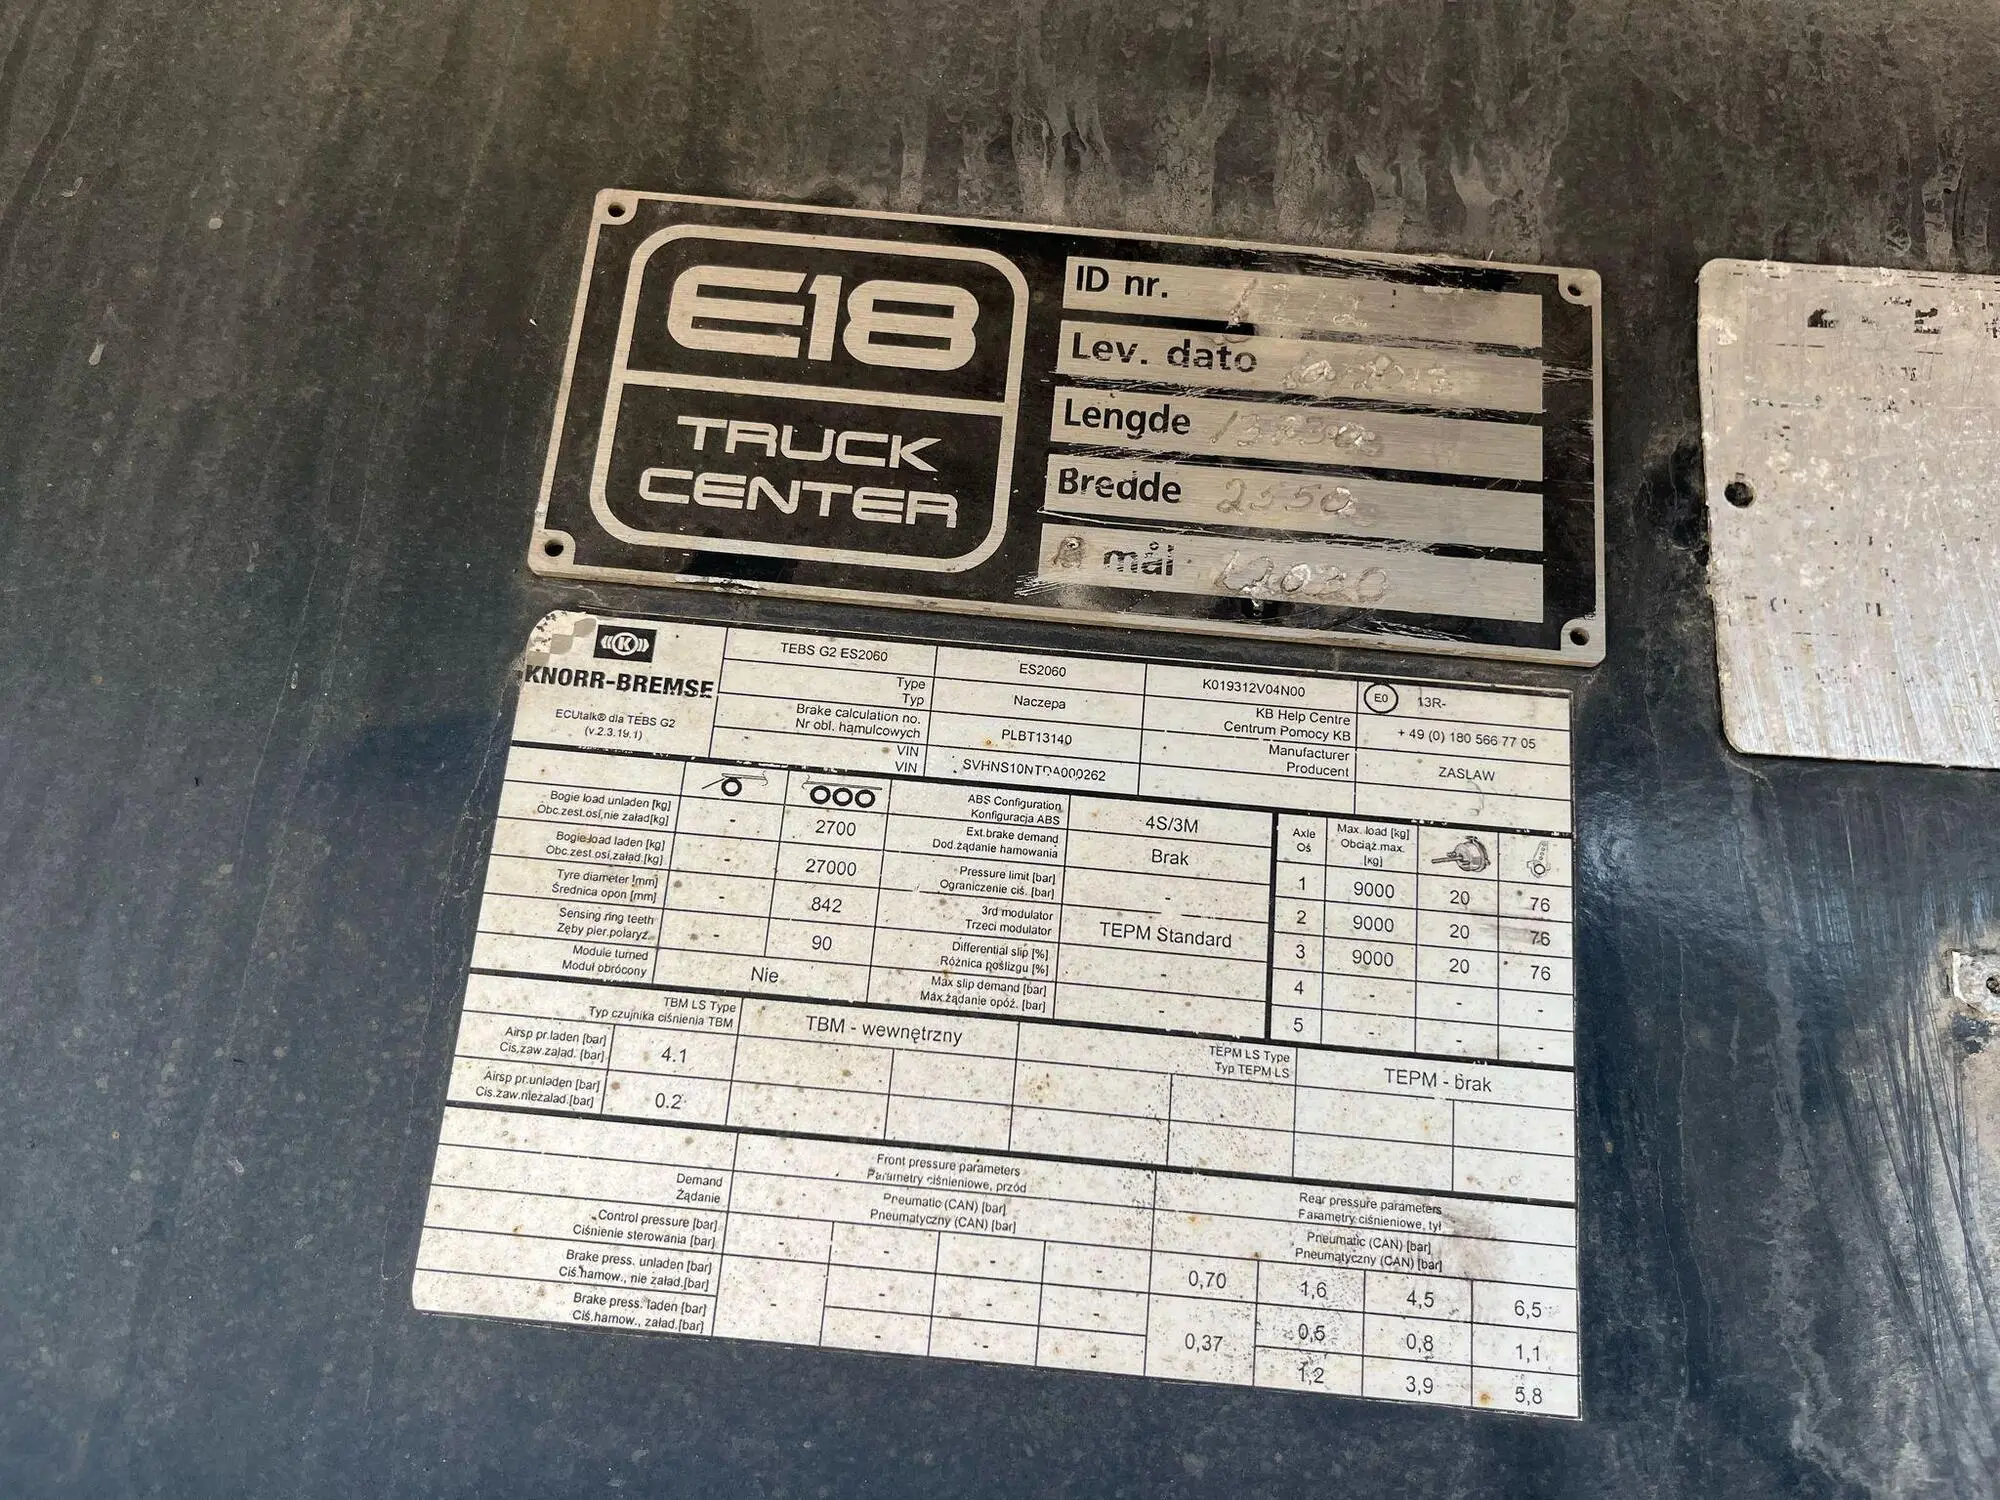 E18
TRUCK
CENTER
ID nr.
Lev. dato
Lengde
Bredde 2550
mål 12030
KNORR-BREMSE
ECUtalk® dla TEBS G2
(v.2.3.19.1)
TEBS G2 ES2060 ES2060 K019312V04N00 E0 13R-
Type
Typ Naczepa KB Help Centre
Centrum Pomocy KB + 49 (0) 180 566 77 05
Brake calculation no.
Nr obl. hamulcowych PLBT13140 Manufacturer
Producent ZASLAW
VIN
VIN SVHNS10NTDA000262
Bogie load unladen [kg]
Obc.zest.osi,nie załad[kg] - 2700
Bogie load laden [kg]
Obc.zest.osi,załad.[kg] - 27000
Tyre diameter [mm]
Średnica opon [mm] - 842
Sensing ring teeth
Zęby pier.polaryz. - 90
Module turned
Moduł obrócony Nie
ABS Configuration
Konfiguracja ABS 4S/3M
Ext.brake demand
Dod.żądanie hamowania Brak
Pressure limit [bar]
Ograniczenie ciś. [bar] -
3rd modulator
Trzeci modulator TEPM Standard
Differential slip [%]
Różnica poślizgu [%] -
Max slip demand [bar]
Max.żądanie opóź. [bar] -
Axle
Oś Max. load [kg]
Obciąż.max.
[kg]
1 9000 20 76
2 9000 20 76
3 9000 20 76
4 - - -
5 - - -
TBM LS Type
Typ czujnika ciśnienia TBM TBM - wewnętrzny TEPM LS Type
Typ TEPM LS TEPM - brak
Airsp pr.laden [bar]
Cis.zaw.załad. [bar] 4.1
Airsp pr.unladen [bar]
Cis.zaw.niezalad.[bar] 0.2
Front pressure parameters
Parametry ciśnieniowe, przód
Rear pressure parameters
Parametry ciśnieniowe, tył
Demand
Żądanie Pneumatic (CAN) [bar]
Pneumatyczny (CAN) [bar] Pneumatic (CAN) [bar]
Pneumatyczny (CAN) [bar]
Control pressure [bar]
Ciśnienie sterowania [bar] - - - - 0,70 1,6 4,5 6,5
Brake press. unladen [bar]
Ciś.hamow., nie załad.[bar] - - - - 0,37 0,5 0,8 1,1
Brake press. laden [bar]
Ciś.hamow., załad.[bar] - - - 1,2 3,9 5,8